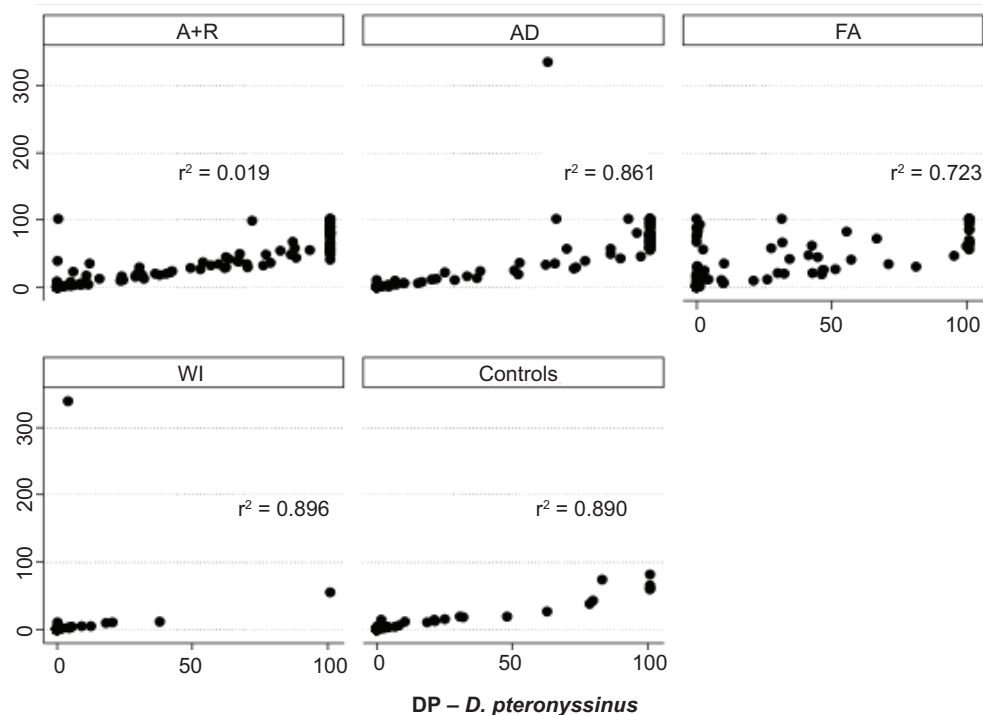 A+R
AD
FA
300
200
100
0
r² = 0.019
r² = 0.861
r² = 0.723
0
50
100
WI
Controls
300
200
100
0
r² = 0.896
r² = 0.890
0
50
100
0
50
100
DP – D. pteronyssinus